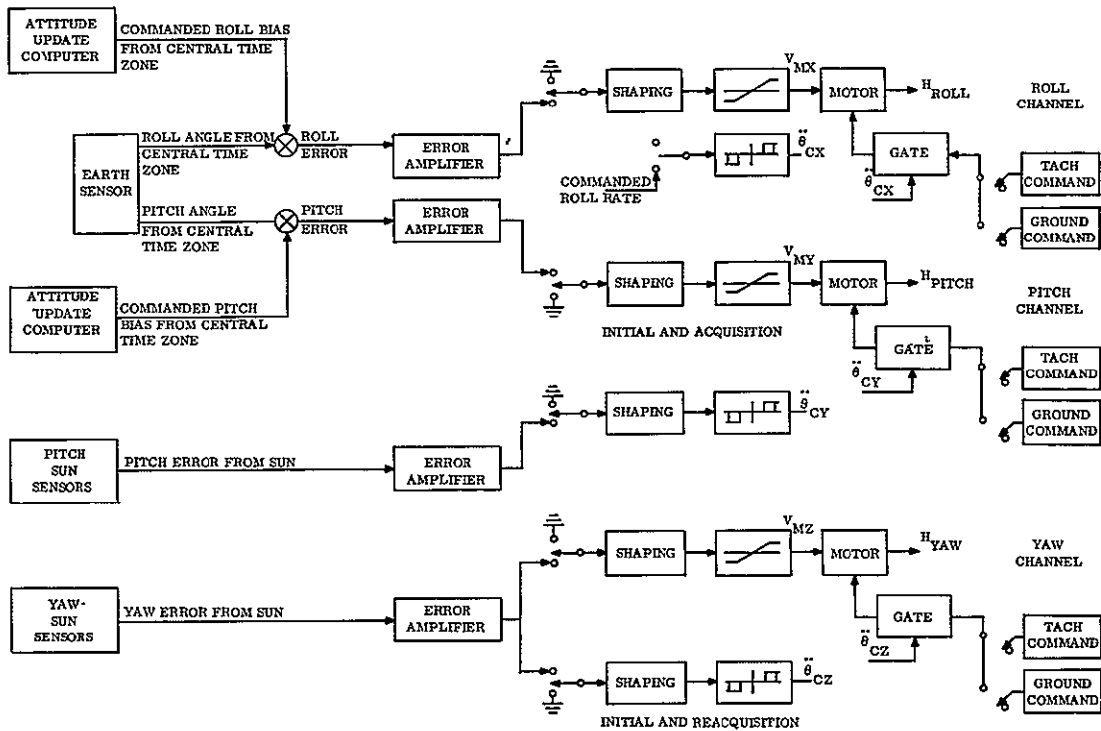 ATTITUDE
UPDATE
COMPUTER
COMMANDED ROLL BIAS
FROM CENTRAL TIME
ZONE
EARTH
SENSOR
ROLL ANGLE FROM
CENTRAL TIME
ZONE
ROLL
ERROR
PITCH ANGLE
FROM CENTRAL
TIME ZONE
PITCH
ERROR
ATTITUDE
UPDATE
COMPUTER
COMMANDED PITCH
BIAS FROM CENTRAL
TIME ZONE
ERROR
AMPLIFIER
ERROR
AMPLIFIER
SHAPING
V MX
MOTOR
H ROLL
ROLL
CHANNEL
COMMANDED
ROLL RATE
θ̈ CX
GATE
θ̈ CX
TACH
COMMAND
GROUND
COMMAND
SHAPING
V MY
MOTOR
H PITCH
PITCH
CHANNEL
INITIAL AND ACQUISITION
GATE
θ̈ CY
TACH
COMMAND
GROUND
COMMAND
PITCH
SUN
SENSORS
PITCH ERROR FROM SUN
ERROR
AMPLIFIER
SHAPING
θ̈ CY
YAW-
SUN
SENSORS
YAW ERROR FROM SUN
ERROR
AMPLIFIER
SHAPING
V MZ
MOTOR
H YAW
YAW
CHANNEL
GATE
θ̈ CZ
TACH
COMMAND
GROUND
COMMAND
SHAPING
θ̈ CZ
INITIAL AND REACQUISITION